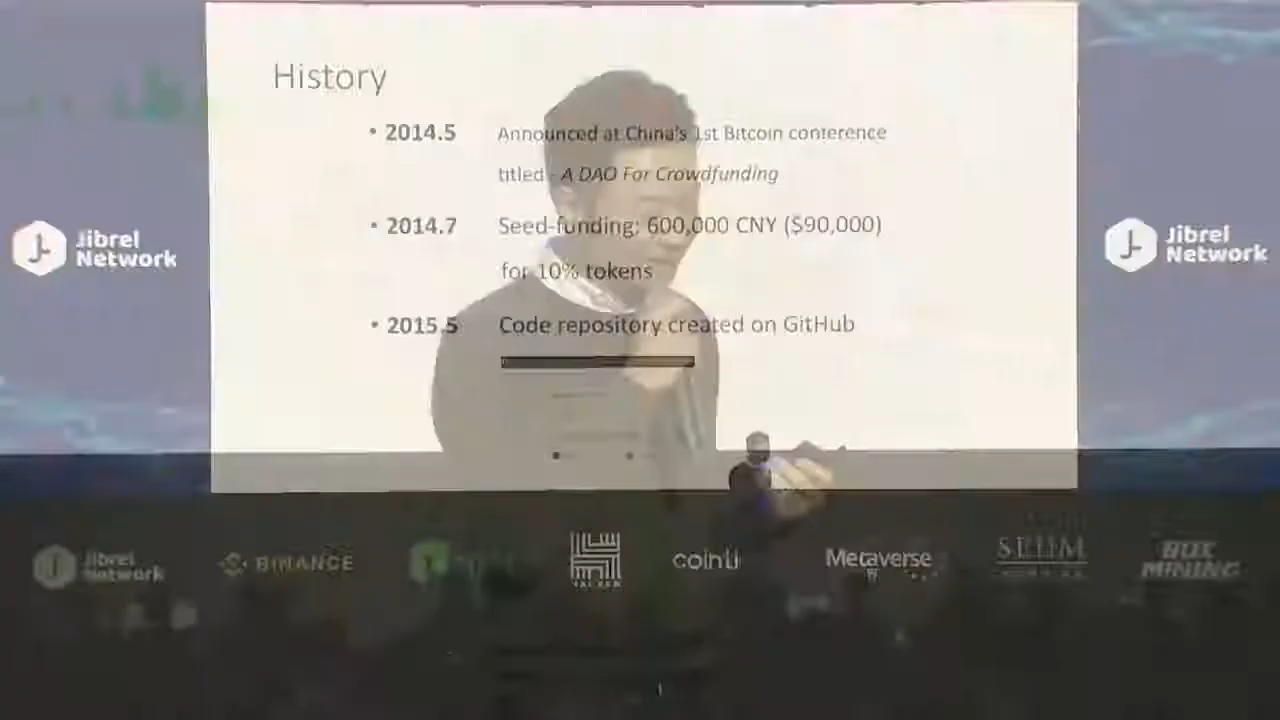 History
• 2014.5 Announced at China's 1st Bitcoin conference
titled - A DAO For Crowdfunding
• 2014.7 Seed-funding: 600,000 CNY ($90,000)
for 10% tokens
• 2015.5 Code repository created on GitHub
Jibrel
Network
Jibrel
Network
Jibrel
Network
BINANCE
Metaverse
BOX
MINING